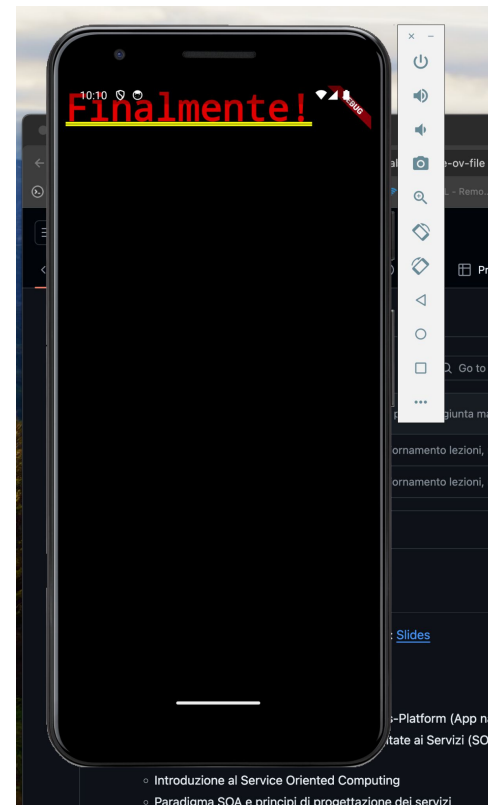 10:10
Finalmente!
DEBUG
-ov-file
L - Remo...
Pr
Go to
giunta ma
ornamento lezioni,
ornamento lezioni,
: Slides
s-Platform (App na
tate ai Servizi (SO
Introduzione al Service Oriented Computing
Paradigma SOA e principi di progettazione dei servizi